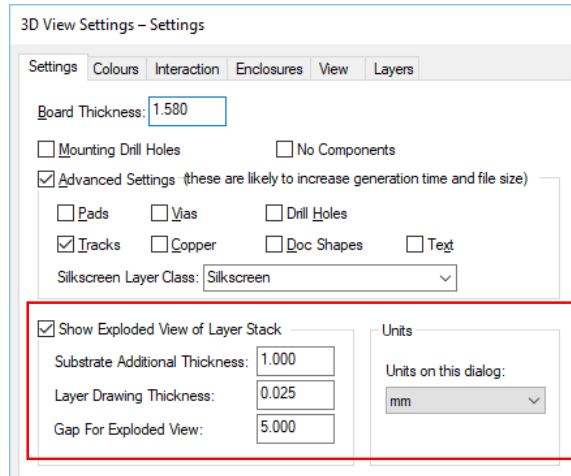 3D View Settings – Settings
Settings Colours Interaction Enclosures View Layers
Board Thickness: 1.580
Mounting Drill Holes No Components
Advanced Settings (these are likely to increase generation time and file size)
Pads Vias Drill Holes
Tracks Copper Doc Shapes Text
Silkscreen Layer Class: Silkscreen
Show Exploded View of Layer Stack Units
Substrate Additional Thickness: 1.000
Units on this dialog:
Layer Drawing Thickness: 0.025
mm
Gap For Exploded View: 5.000